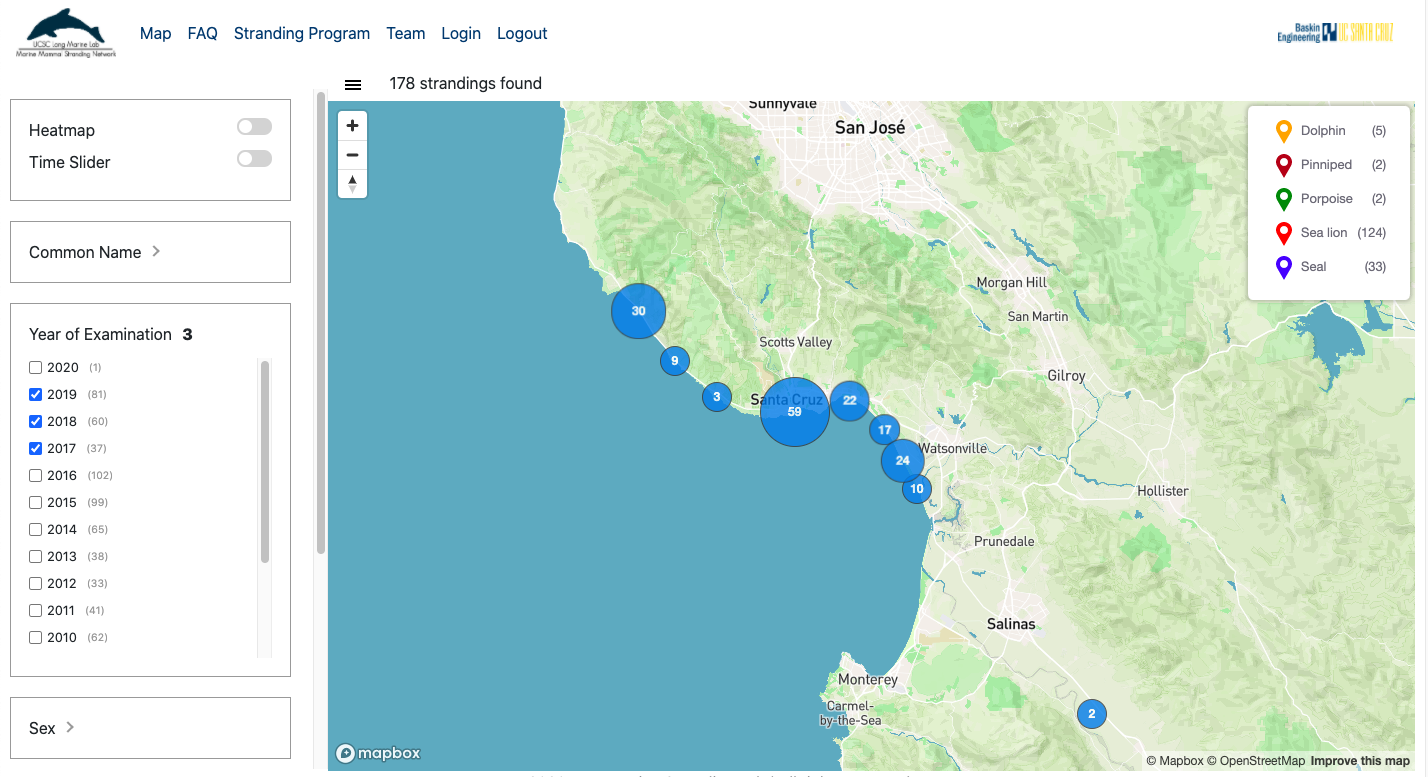 UCSC Long Marine Lab
Marine Mammal Stranding Network
Map FAQ Stranding Program Team Login Logout
Baskin
Engineering UC SANTA CRUZ
178 strandings found
Heatmap
Time Slider
Common Name
Year of Examination 3
2020 (1)
2019 (81)
2018 (60)
2017 (37)
2016 (102)
2015 (99)
2014 (65)
2013 (38)
2012 (33)
2011 (41)
2010 (62)
Sex
Sunnyvale
San José
Dolphin (5)
Pinniped (2)
Porpoise (2)
Sea lion (124)
Seal (33)
Morgan Hill
San Martin
30
Scotts Valley
9
Gilroy
3
Santa Cruz
59
22
17
Watsonville
24
10
Hollister
Prunedale
Salinas
Monterey
Carmel-
by-the-Sea
2
mapbox
© Mapbox © OpenStreetMap Improve this map